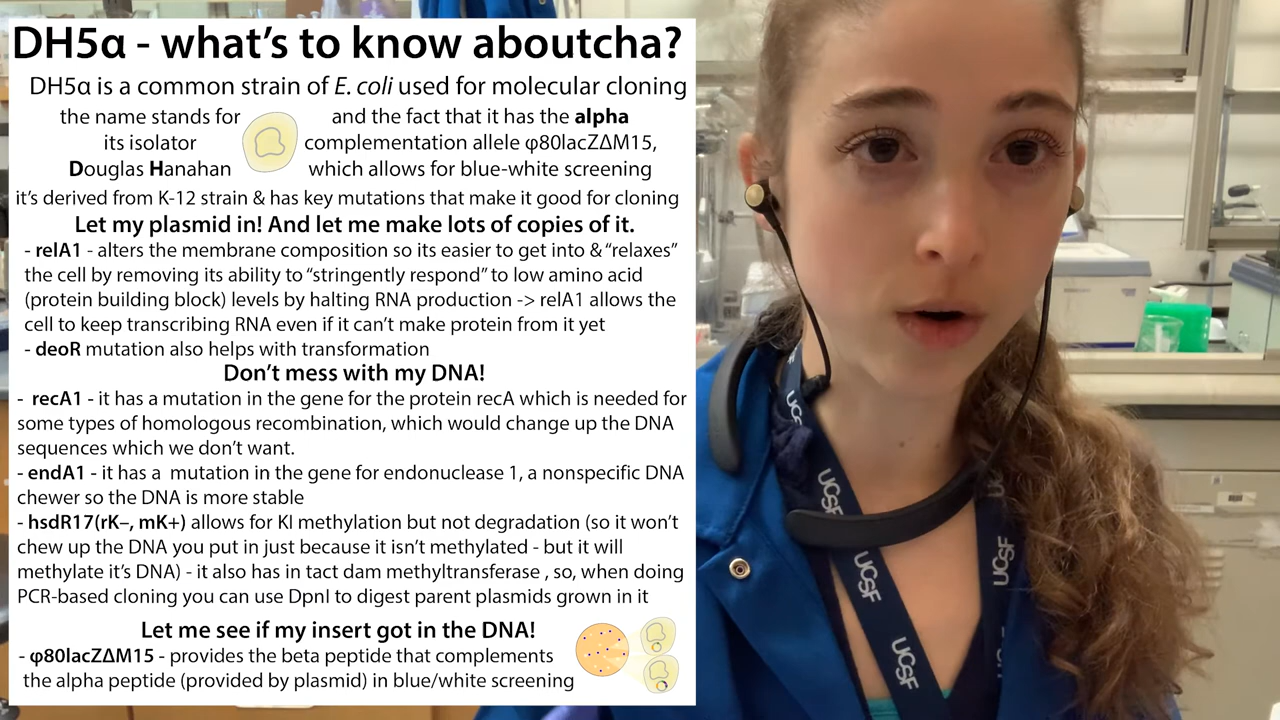 DH5α - what's to know aboutcha?
DH5α is a common strain of E. coli used for molecular cloning
the name stands for
its isolator
Douglas Hanahan
and the fact that it has the alpha
complementation allele φ80lacZΔM15,
which allows for blue-white screening
it's derived from K-12 strain & has key mutations that make it good for cloning
Let my plasmid in! And let me make lots of copies of it.
- relA1 - alters the membrane composition so its easier to get into & "relaxes"
the cell by removing its ability to "stringently respond" to low amino acid
(protein building block) levels by halting RNA production -> relA1 allows the
cell to keep transcribing RNA even if it can't make protein from it yet
- deoR mutation also helps with transformation
Don't mess with my DNA!
- recA1 - it has a mutation in the gene for the protein recA which is needed for
some types of homologous recombination, which would change up the DNA
sequences which we don't want.
- endA1 - it has a mutation in the gene for endonuclease 1, a nonspecific DNA
chewer so the DNA is more stable
- hsdR17(rK–, mK+) allows for KI methylation but not degradation (so it won't
chew up the DNA you put in just because it isn't methylated - but it will
methylate it's DNA) - it also has in tact dam methyltransferase , so, when doing
PCR-based cloning you can use DpnI to digest parent plasmids grown in it
Let me see if my insert got in the DNA!
- φ80lacZΔM15 - provides the beta peptide that complements
the alpha peptide (provided by plasmid) in blue/white screening
UCSF
UCSF
UCSF
UCSF